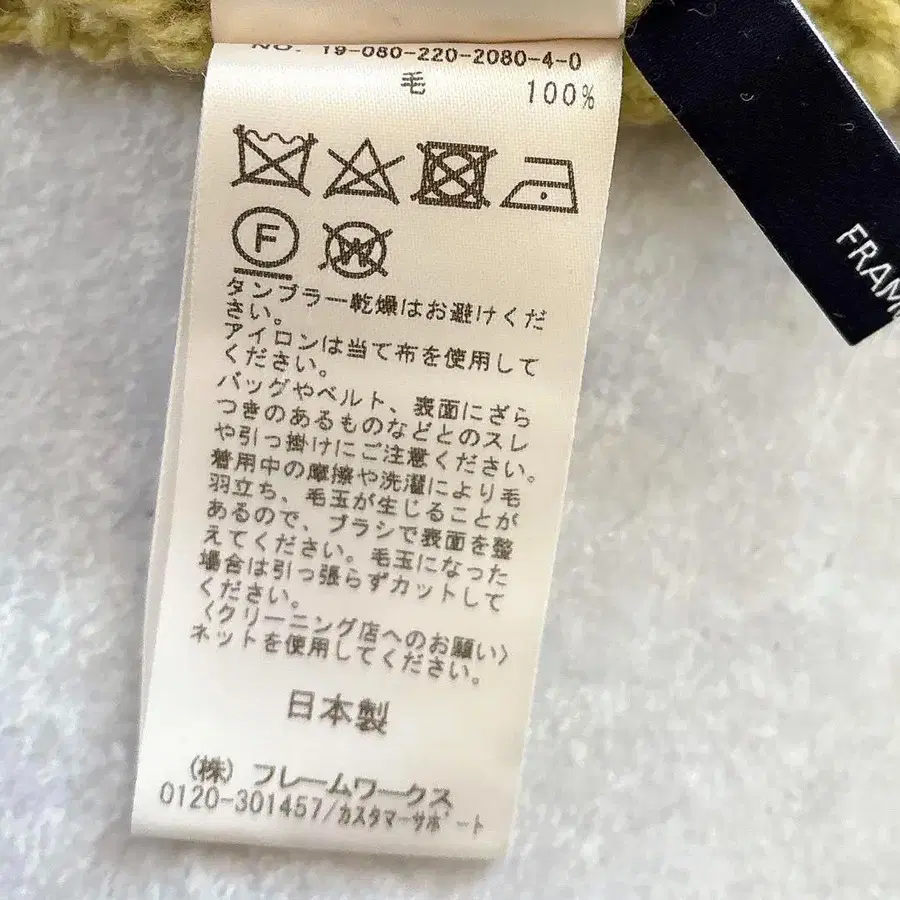 NO. 19-080-220-2080-4-0
毛 100%
F
W
タンブラー乾燥はお避けくだ
さい。
アイロンは当て布を使用して
ください。
バッグやベルト、表面にざら
つきのあるものなどとのスレ
や引っ掛けにご注意ください。
着用中の摩擦や洗濯により毛
羽立ち、毛玉が生じることが
あるので、ブラシで表面を整
えてください。毛玉になった
場合は引っ張らずカットして
ください。
〈クリーニング店へのお願い〉
ネットを使用してください。
日本製
(株) フレームワークス
0120-301457/カスタマーサポート
FRAM